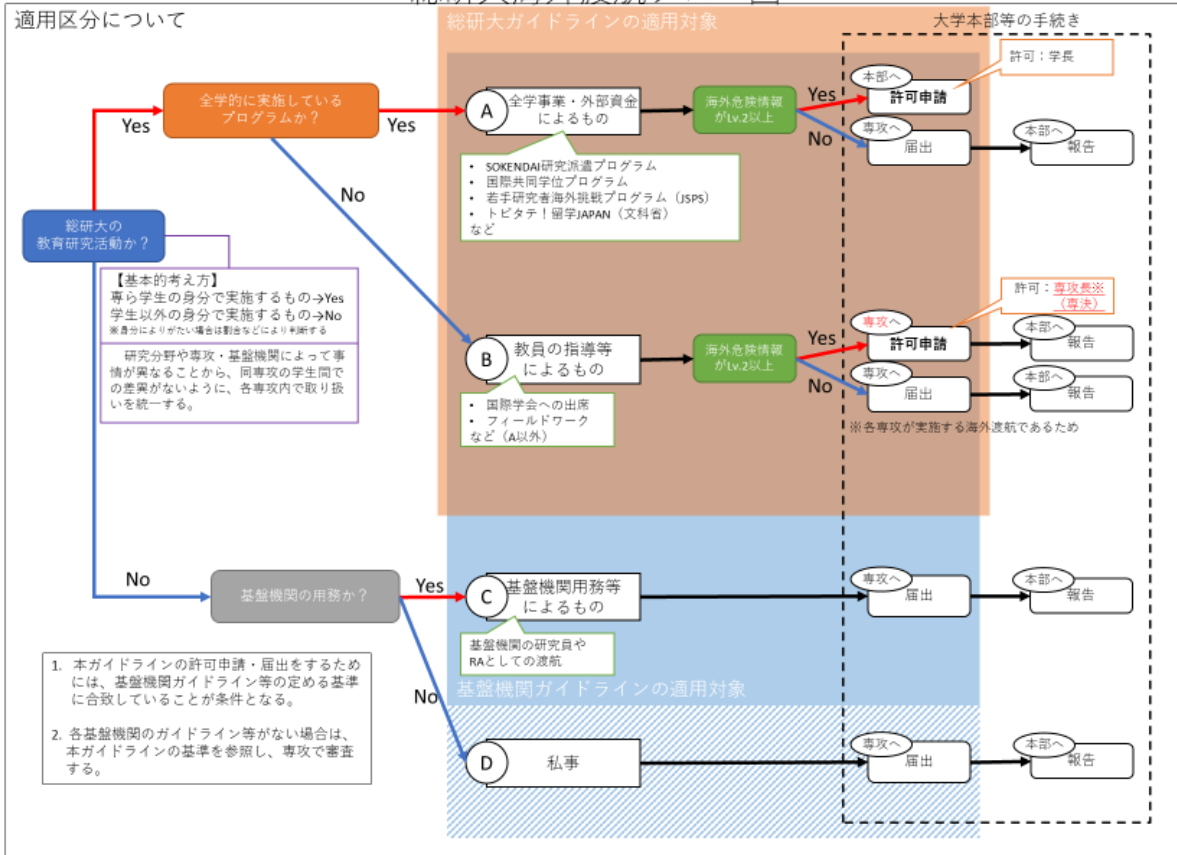 適用区分について
総研大ガイドラインの適用対象
大学本部等の手続き
許可：学長
全学的に実施している
プログラムか？
Yes
Yes
A
全学事業・外部資金
によるもの
海外危険情報
がLv.2以上
Yes
No
本部へ
許可申請
専攻へ
届出
本部へ
報告
• SOKENDAI研究派遣プログラム
• 国際共同学位プログラム
• 若手研究者海外挑戦プログラム（JSPS）
• トビタテ！留学JAPAN（文科省）
など
No
総研大の
教育研究活動か？
【基本的考え方】
専ら学生の身分で実施するもの→Yes
学生以外の身分で実施するもの→No
※身分によりがたい場合は割合などにより判断する
研究分野や専攻・基盤機関によって事
情が異なることから、同専攻の学生間で
の差異がないように、各専攻内で取り扱
いを統一する。
許可：専攻長※
（専決）
B
教員の指導等
によるもの
海外危険情報
がLv.2以上
Yes
No
専攻へ
許可申請
本部へ
報告
専攻へ
届出
本部へ
報告
• 国際学会への出席
• フィールドワーク
など（A以外）
※各専攻が実施する海外渡航であるため
No
基盤機関の用務か？
Yes
C
基盤機関用務等
によるもの
専攻へ
届出
本部へ
報告
基盤機関の研究員や
RAとしての渡航
基盤機関ガイドラインの適用対象
No
1. 本ガイドラインの許可申請・届出をするため
には、基盤機関ガイドライン等の定める基準
に合致していることが条件となる。
2. 各基盤機関のガイドライン等がない場合は、
本ガイドラインの基準を参照し、専攻で審査
する。
D
私事
専攻へ
届出
本部へ
報告